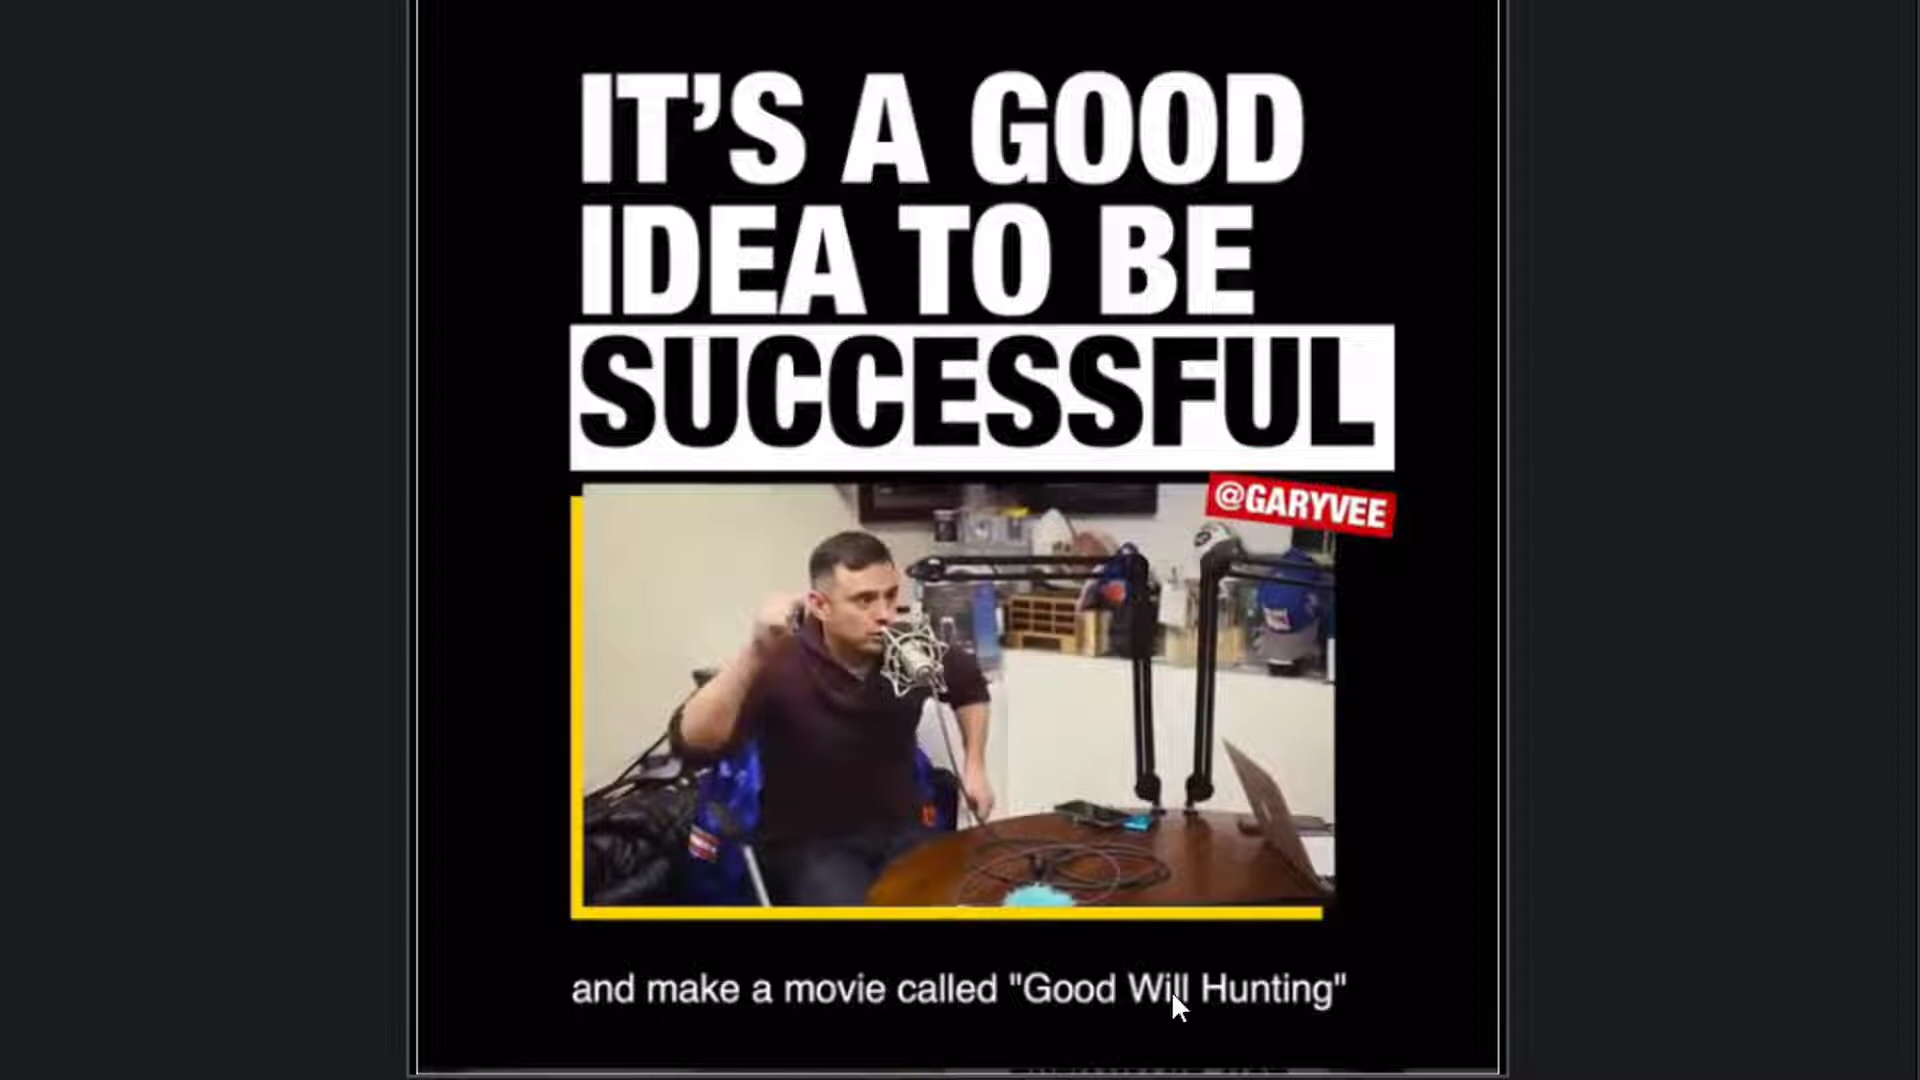 IT'S A GOOD
IDEA TO BE
SUCCESSFUL
@GARYVEE
and make a movie called "Good Will Hunting"